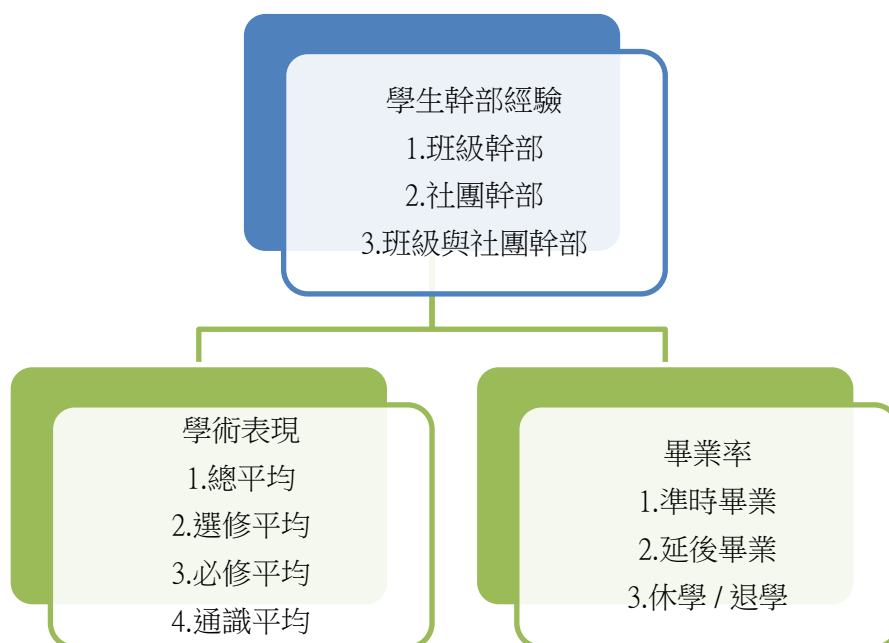 學生幹部經驗
1.班級幹部
2.社團幹部
3.班級與社團幹部
學術表現
1.總平均
2.選修平均
3.必修平均
4.通識平均
畢業率
1.準時畢業
2.延後畢業
3.休學 / 退學